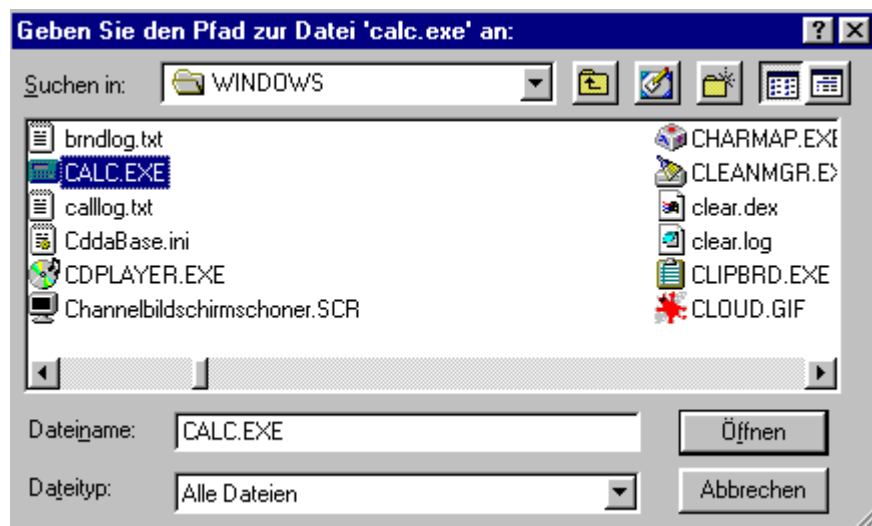 Geben Sie den Pfad zur Datei 'calc.exe' an:
Suchen in: WINDOWS
brndlog.txt
CALC.EXE
calllog.txt
CddaBase.ini
CDPLAYER.EXE
Channelbildschirmschoner.SCR
CHARMAP.EXE
CLEANMGR.EX
clear.dex
clear.log
CLIPBRD.EXE
CLOUD.GIF
Dateiname: CALC.EXE Öffnen
Dateityp: Alle Dateien Abbrechen